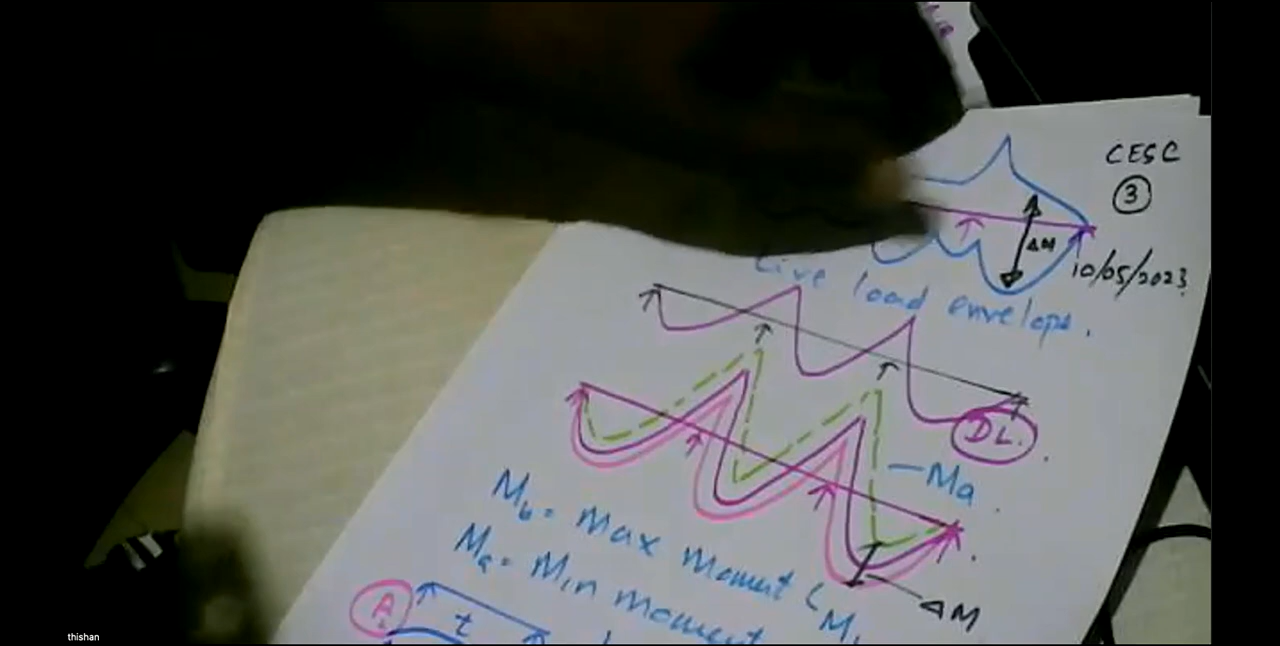 CESC
3
ΔM
10/05/2023
Live load envelope.
DL.
Ma
Mb = Max Moment (
Ma = Min moment
ΔM
A
t
thishan